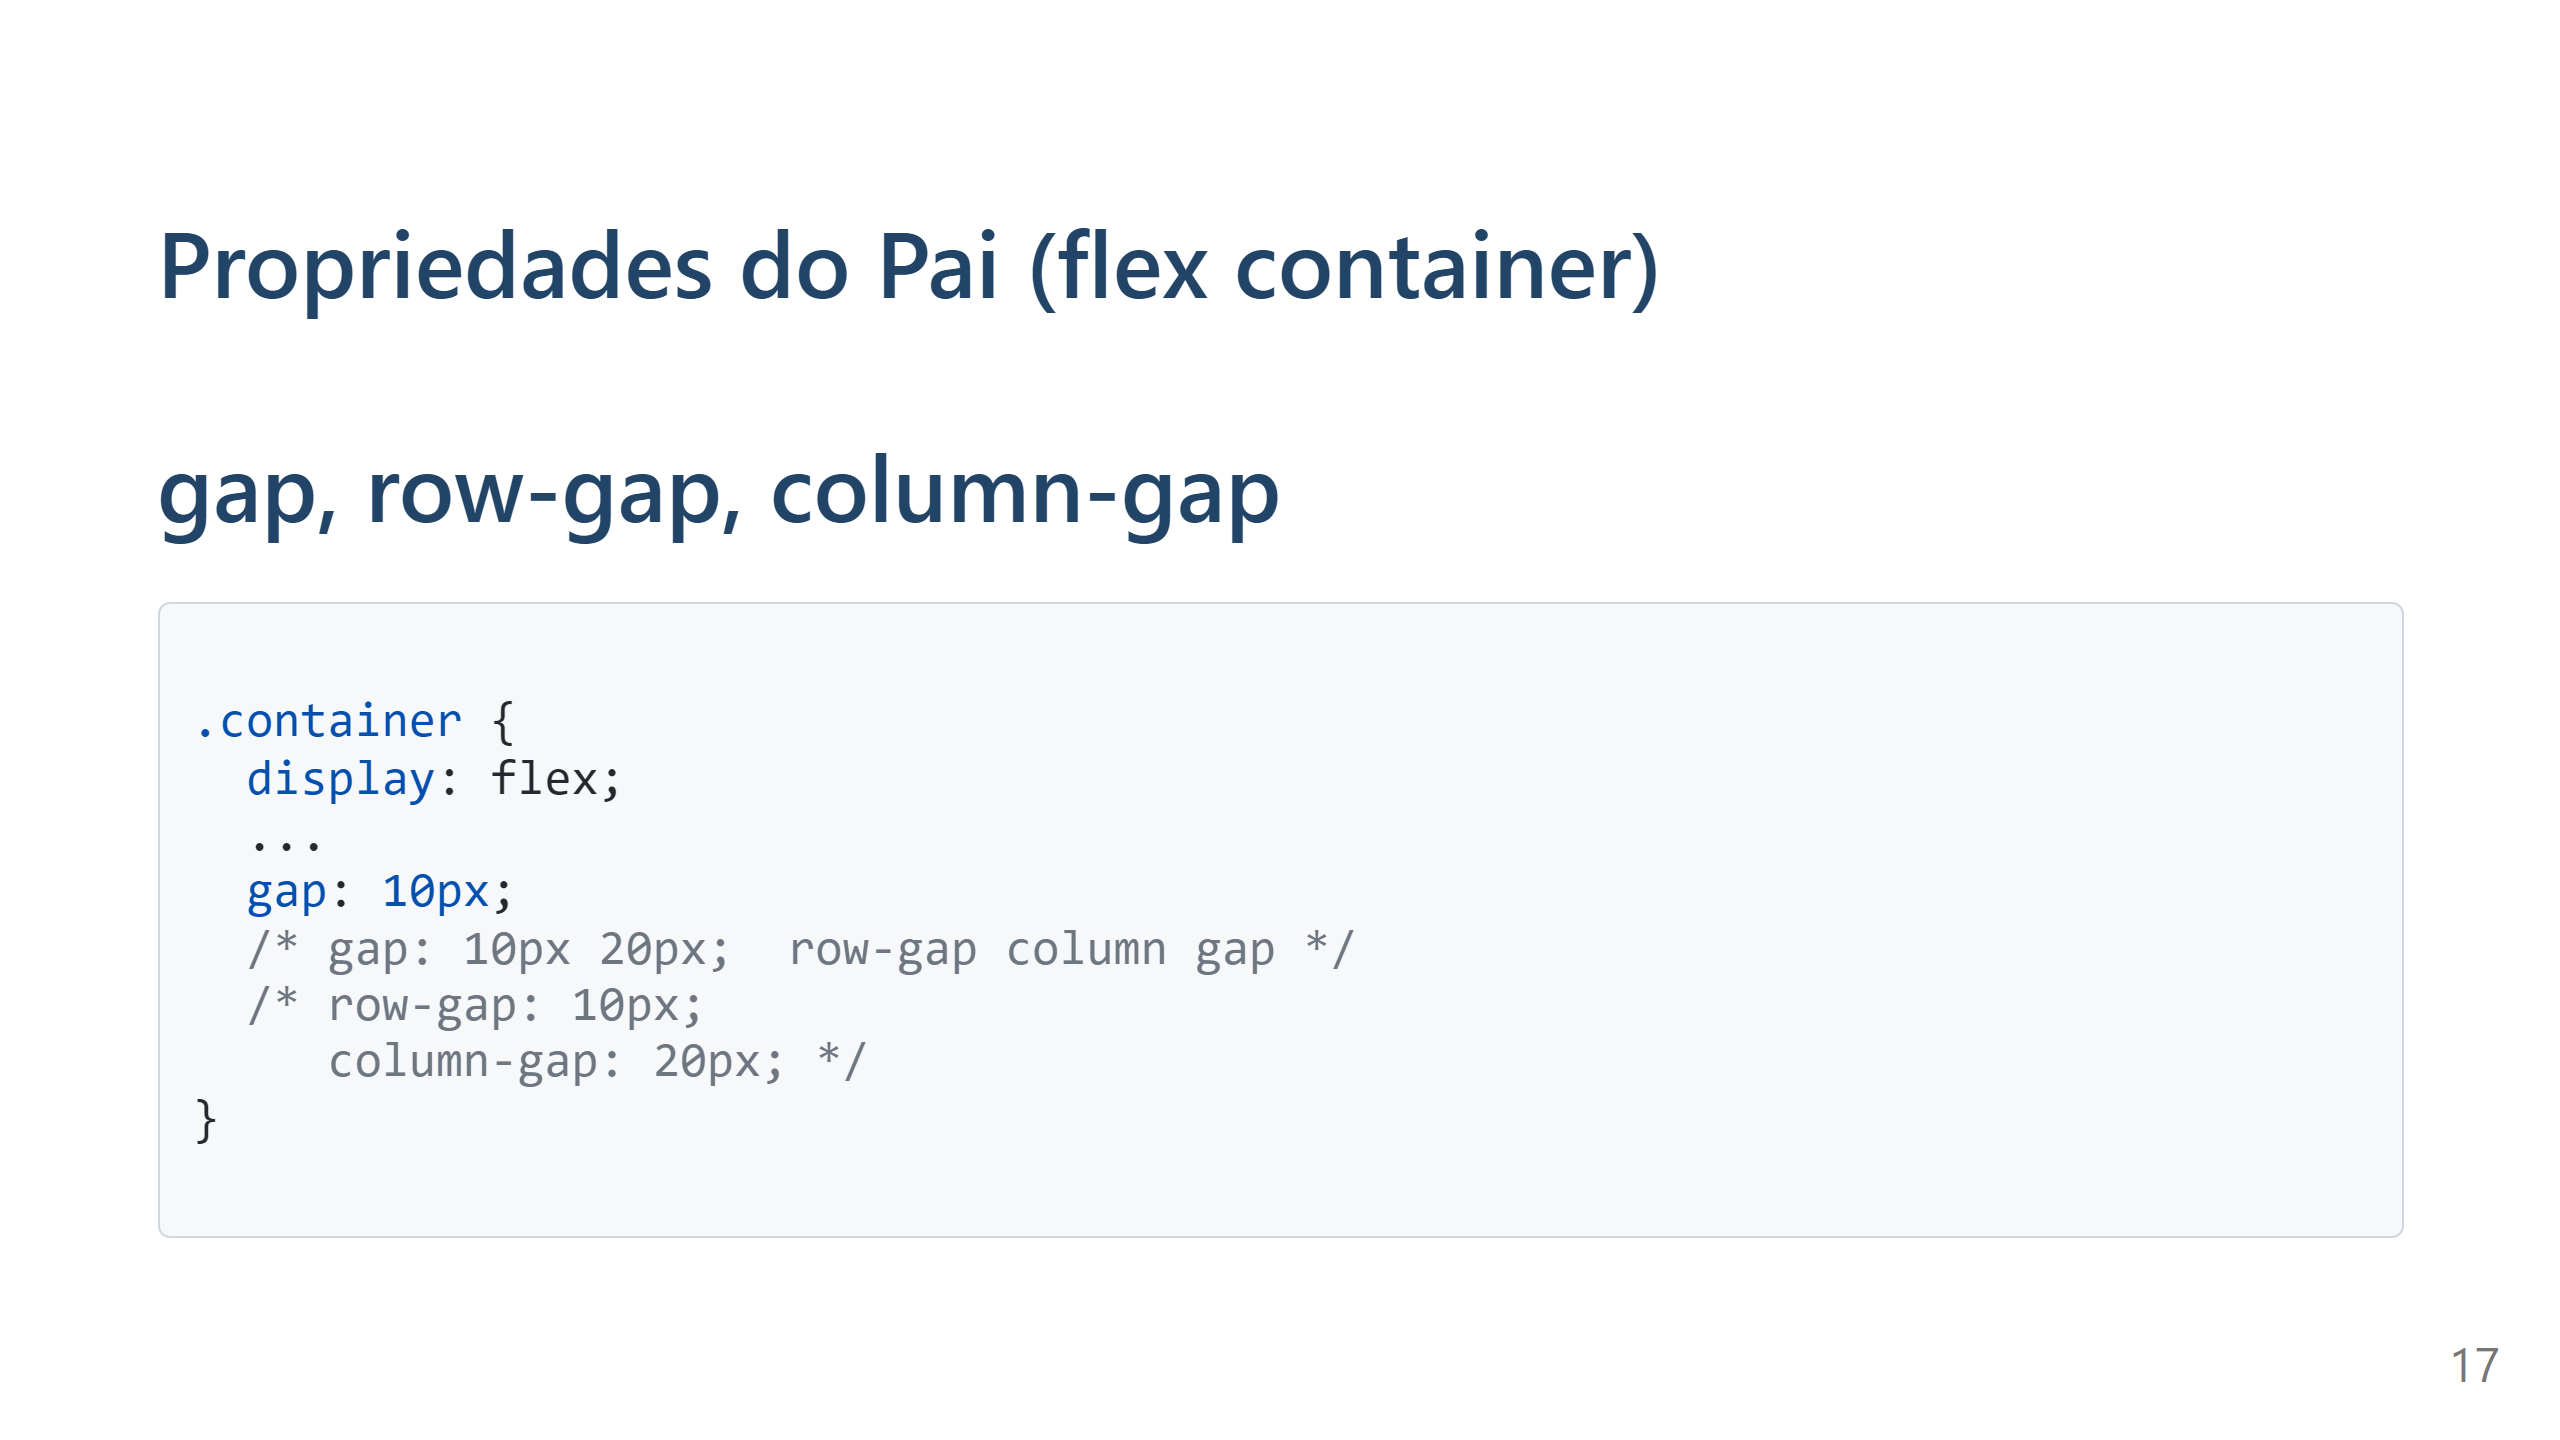 Propriedades do Pai (flex container)
gap, row-gap, column-gap
.container {
  display: flex;
  ...
  gap: 10px;
  /* gap: 10px 20px;  row-gap column gap */
  /* row-gap: 10px;
     column-gap: 20px; */
}
17